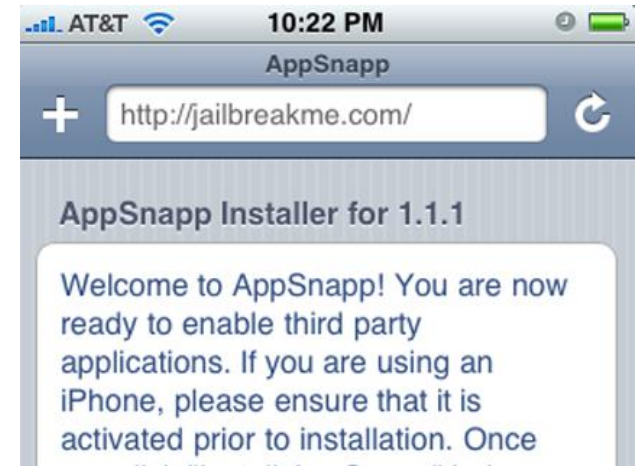 AT&T 10:22 PM
AppSnapp
http://jailbreakme.com/
AppSnapp Installer for 1.1.1
Welcome to AppSnapp! You are now
ready to enable third party
applications. If you are using an
iPhone, please ensure that it is
activated prior to installation. Once